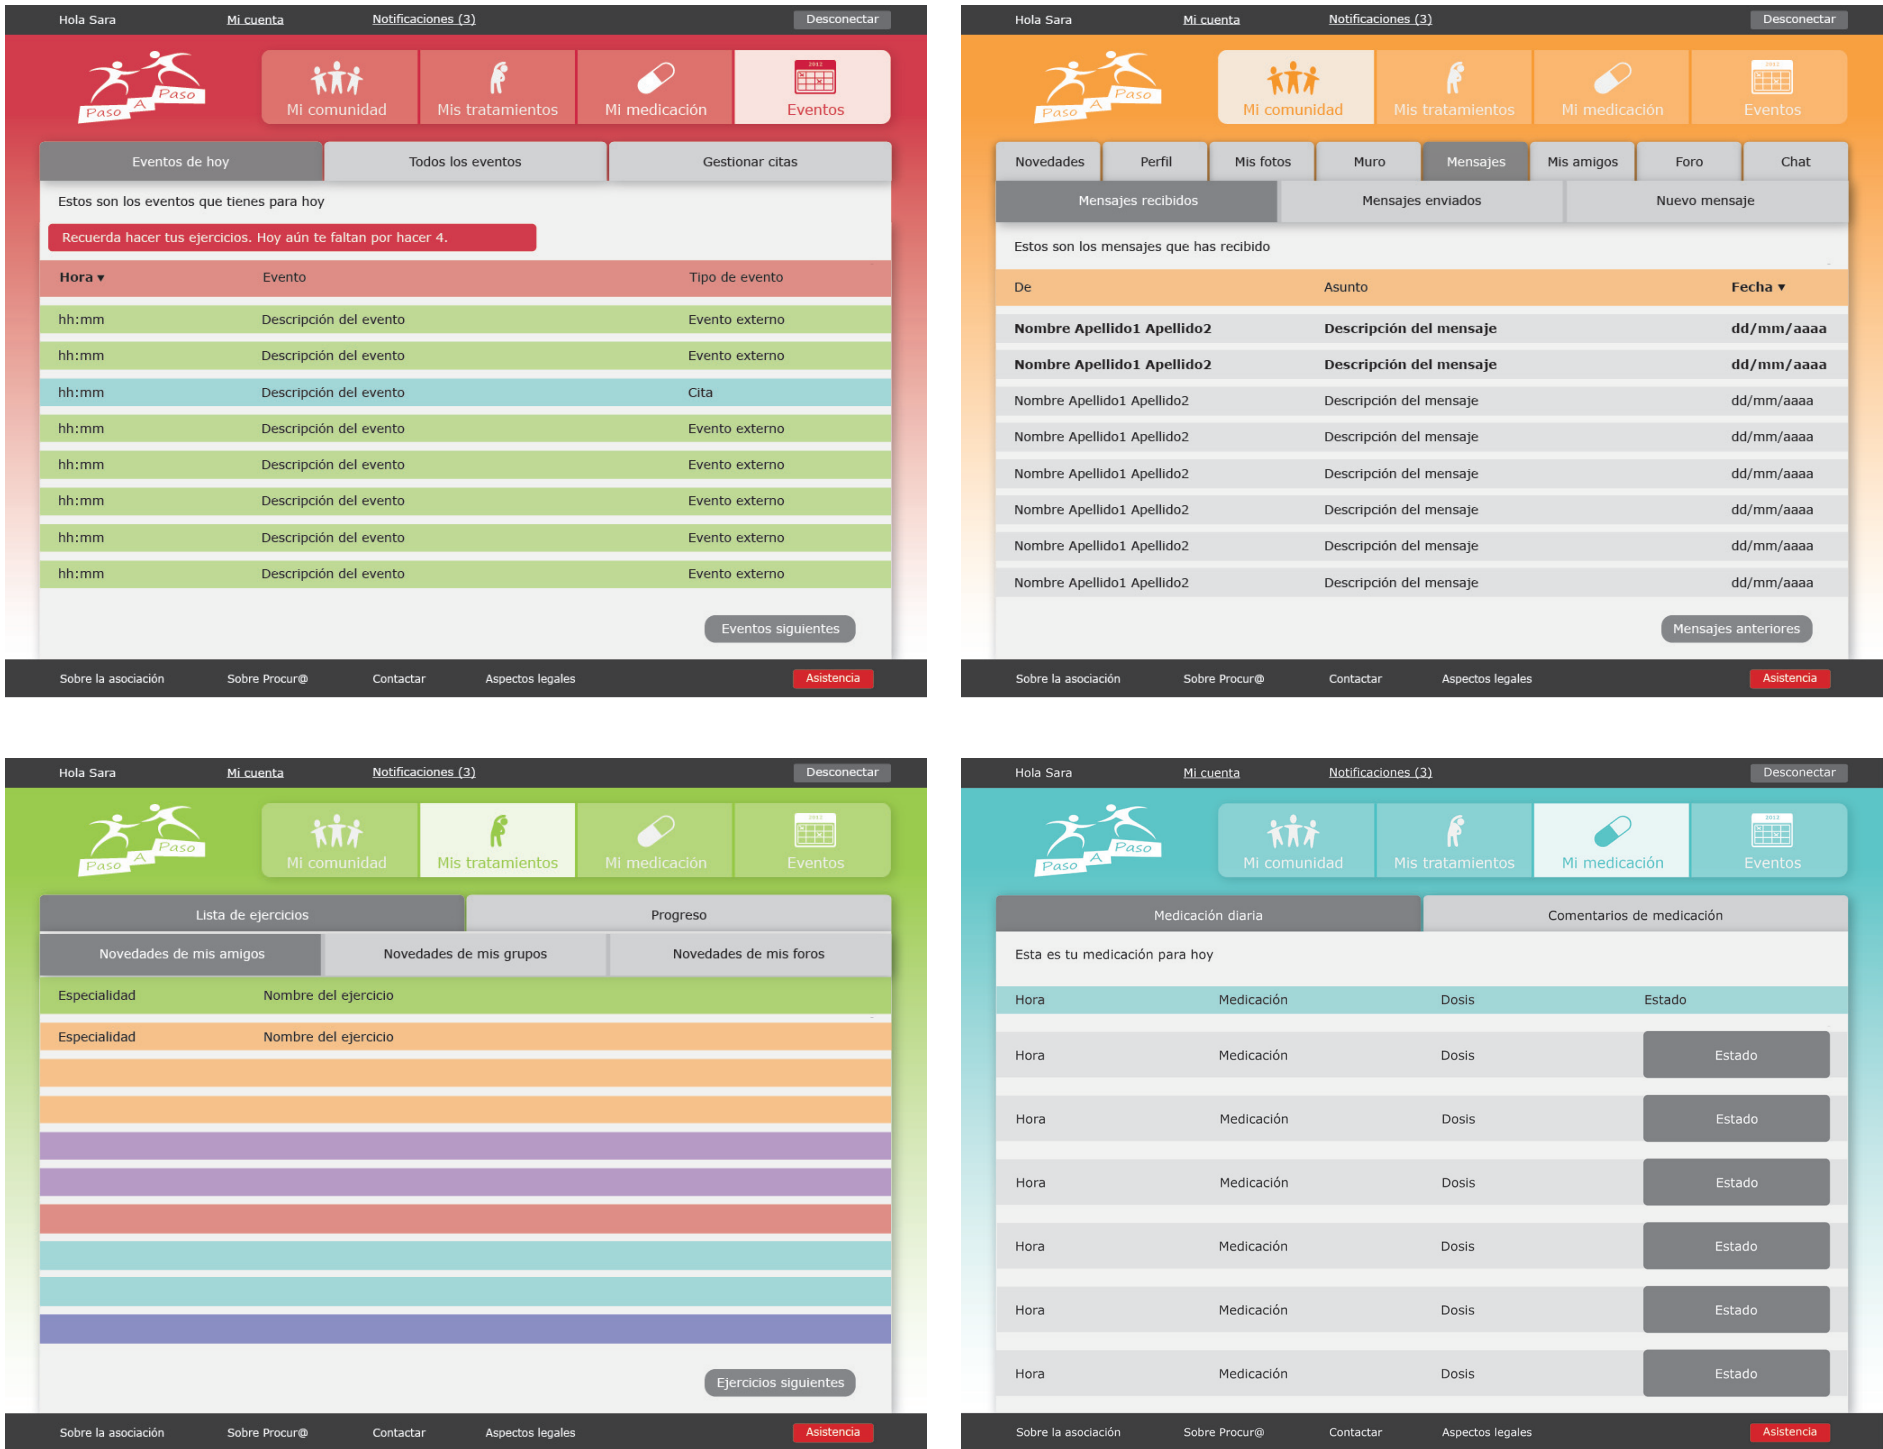 Hola Sara Mi cuenta Notificaciones (3) Desconectar
Paso A Paso
Mi comunidad Mis tratamientos Mi medicación 2012 Eventos
Eventos de hoy Todos los eventos Gestionar citas
Estos son los eventos que tienes para hoy
Recuerda hacer tus ejercicios. Hoy aún te faltan por hacer 4.
Hora ▾ Evento Tipo de evento
hh:mm Descripción del evento Evento externo
hh:mm Descripción del evento Evento externo
hh:mm Descripción del evento Cita
hh:mm Descripción del evento Evento externo
hh:mm Descripción del evento Evento externo
hh:mm Descripción del evento Evento externo
hh:mm Descripción del evento Evento externo
hh:mm Descripción del evento Evento externo
Eventos siguientes
Sobre la asociación Sobre Procur@ Contactar Aspectos legales Asistencia
Hola Sara Mi cuenta Notificaciones (3) Desconectar
Paso A Paso
Mi comunidad Mis tratamientos Mi medicación 2012 Eventos
Novedades Perfil Mis fotos Muro Mensajes Mis amigos Foro Chat
Mensajes recibidos Mensajes enviados Nuevo mensaje
Estos son los mensajes que has recibido
De Asunto Fecha ▾
Nombre Apellido1 Apellido2 Descripción del mensaje dd/mm/aaaa
Nombre Apellido1 Apellido2 Descripción del mensaje dd/mm/aaaa
Nombre Apellido1 Apellido2 Descripción del mensaje dd/mm/aaaa
Nombre Apellido1 Apellido2 Descripción del mensaje dd/mm/aaaa
Nombre Apellido1 Apellido2 Descripción del mensaje dd/mm/aaaa
Nombre Apellido1 Apellido2 Descripción del mensaje dd/mm/aaaa
Nombre Apellido1 Apellido2 Descripción del mensaje dd/mm/aaaa
Nombre Apellido1 Apellido2 Descripción del mensaje dd/mm/aaaa
Mensajes anteriores
Sobre la asociación Sobre Procur@ Contactar Aspectos legales Asistencia
Hola Sara Mi cuenta Notificaciones (3) Desconectar
Paso A Paso
Mi comunidad Mis tratamientos Mi medicación 2012 Eventos
Lista de ejercicios Progreso
Novedades de mis amigos Novedades de mis grupos Novedades de mis foros
Especialidad Nombre del ejercicio
Especialidad Nombre del ejercicio
Ejercicios siguientes
Sobre la asociación Sobre Procur@ Contactar Aspectos legales Asistencia
Hola Sara Mi cuenta Notificaciones (3) Desconectar
Paso A Paso
Mi comunidad Mis tratamientos Mi medicación 2012 Eventos
Medicación diaria Comentarios de medicación
Esta es tu medicación para hoy
Hora Medicación Dosis Estado
Hora Medicación Dosis Estado
Hora Medicación Dosis Estado
Hora Medicación Dosis Estado
Hora Medicación Dosis Estado
Hora Medicación Dosis Estado
Hora Medicación Dosis Estado
Sobre la asociación Sobre Procur@ Contactar Aspectos legales Asistencia